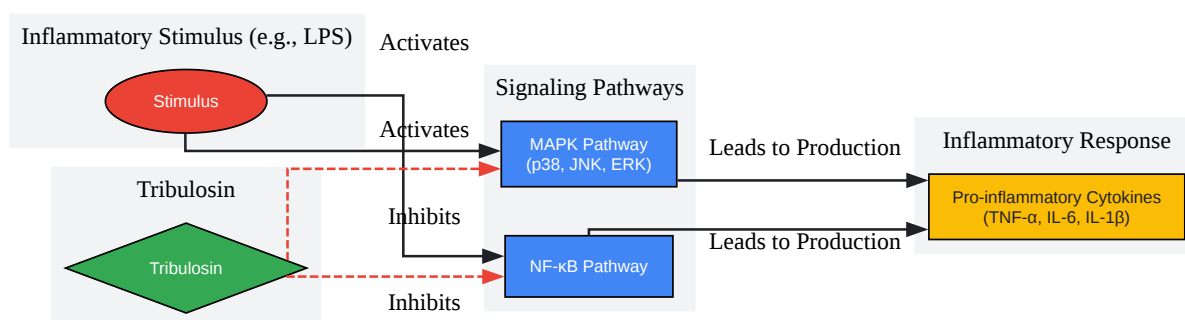 Inflammatory Stimulus (e.g., LPS)
Stimulus
Activates
Activates
Tribulosin
Tribulosin
Inhibits
Inhibits
Signaling Pathways
MAPK Pathway
(p38, JNK, ERK)
NF-κB Pathway
Leads to Production
Leads to Production
Inflammatory Response
Pro-inflammatory Cytokines
(TNF-α, IL-6, IL-1β)